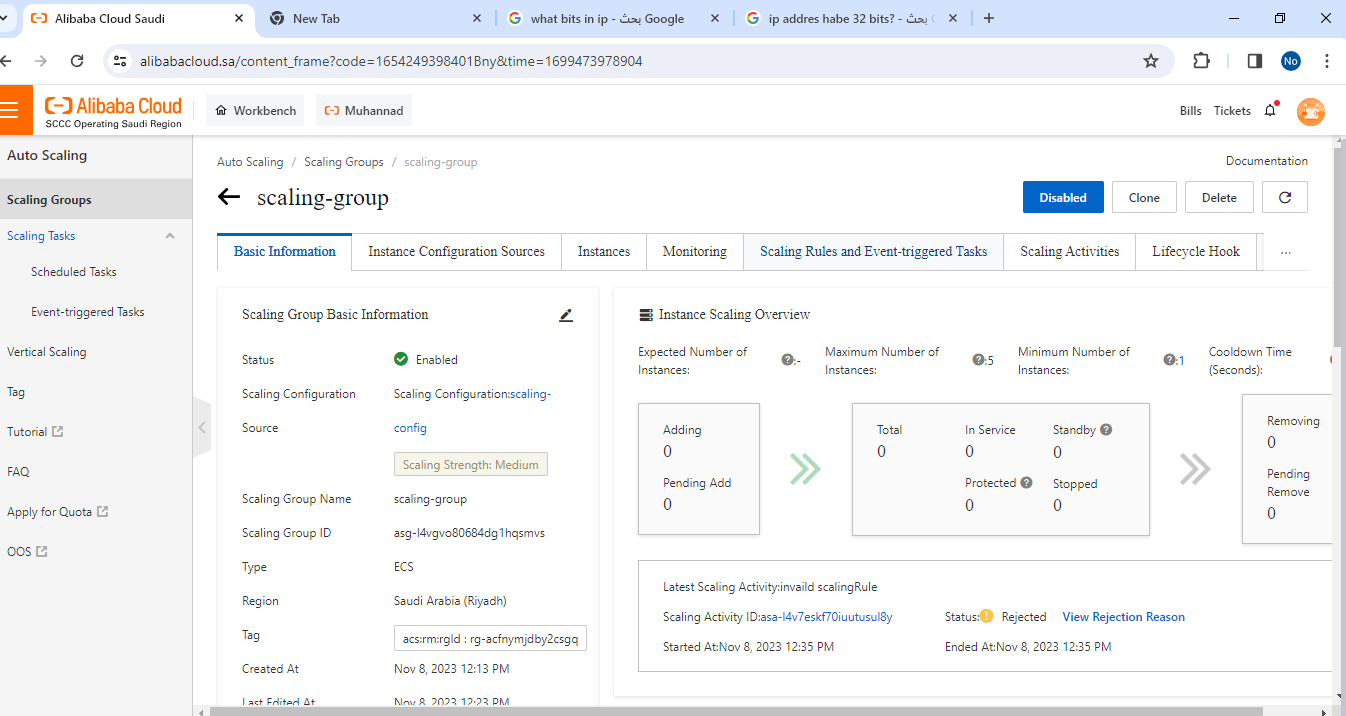 Alibaba Cloud Saudi
New Tab
what bits in ip - بحث Google
ip addres habe 32 bits? - بحث
alibabacloud.sa/content_frame?code=1654249398401Bny&time=1699473978904
No
Alibaba Cloud
SCCC Operating Saudi Region
Workbench
Muhannad
Bills
Tickets
Auto Scaling
Scaling Groups
Scaling Tasks
Scheduled Tasks
Event-triggered Tasks
Vertical Scaling
Tag
Tutorial
FAQ
Apply for Quota
OOS
Auto Scaling / Scaling Groups / scaling-group
Documentation
scaling-group
Disabled
Clone
Delete
Basic Information
Instance Configuration Sources
Instances
Monitoring
Scaling Rules and Event-triggered Tasks
Scaling Activities
Lifecycle Hook
...
Scaling Group Basic Information
Status
Enabled
Scaling Configuration
Source
Scaling Configuration:scaling-
config
Scaling Strength: Medium
Scaling Group Name
scaling-group
Scaling Group ID
asg-l4vgvo80684dg1hqsmvs
Type
ECS
Region
Saudi Arabia (Riyadh)
Tag
acs:rm:rgId : rg-acfnymjdby2csgq
Created At
Nov 8, 2023 12:13 PM
Last Edited At
Nov 8, 2023 12:23 PM
Instance Scaling Overview
Expected Number of
Instances:
?:-
Maximum Number of
Instances:
?:5
Minimum Number of
Instances:
?:1
Cooldown Time
(Seconds):
Adding
0
Pending Add
0
Total
0
In Service
0
Standby ?
0
Protected ?
0
Stopped
0
Removing
0
Pending
Remove
0
Latest Scaling Activity:invaild scalingRule
Scaling Activity ID:asa-l4v7eskf70iuutusul8y
Status:! Rejected
View Rejection Reason
Started At:Nov 8, 2023 12:35 PM
Ended At:Nov 8, 2023 12:35 PM